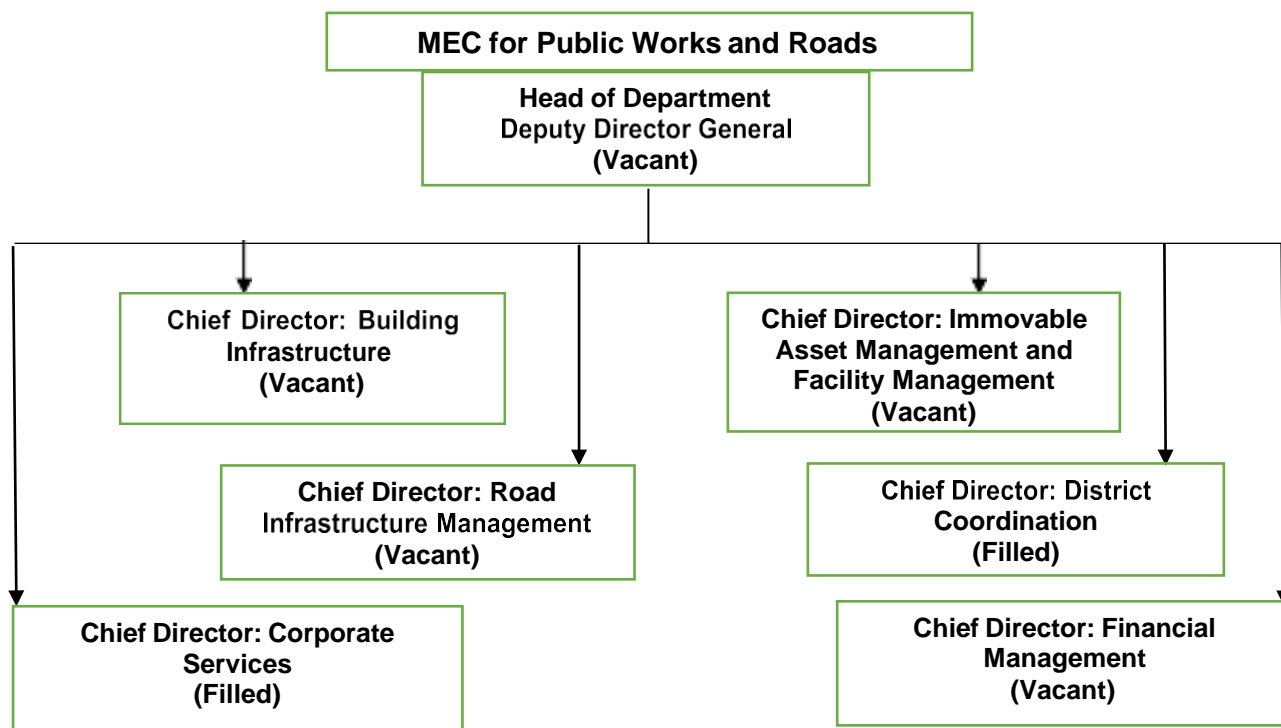 MEC for Public Works and Roads
Head of Department
Deputy Director General
(Vacant)
Chief Director: Building
Infrastructure
(Vacant)
Chief Director: Immovable
Asset Management and
Facility Management
(Vacant)
Chief Director: Road
Infrastructure Management
(Vacant)
Chief Director: District
Coordination
(Filled)
Chief Director: Corporate
Services
(Filled)
Chief Director: Financial
Management
(Vacant)